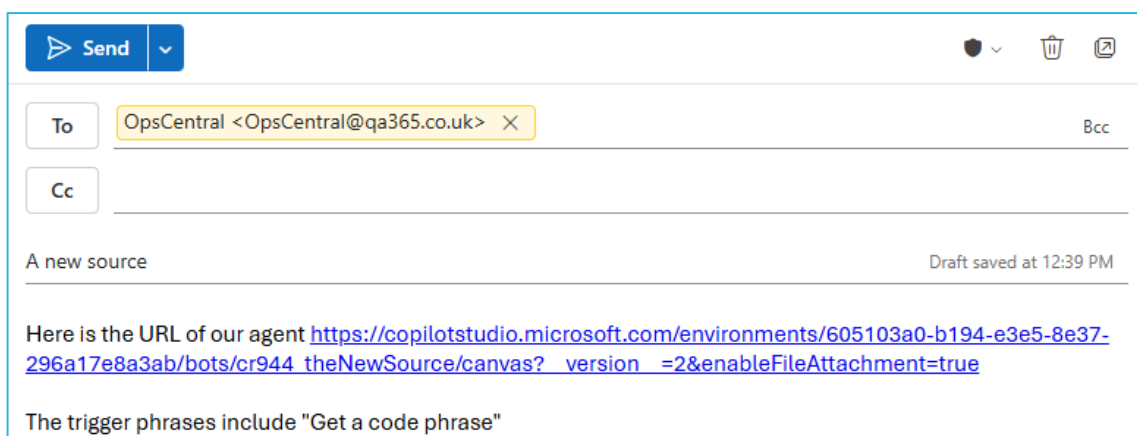 Send
To
OpsCentral <OpsCentral@qa365.co.uk>
Bcc
Cc
A new source
Draft saved at 12:39 PM
Here is the URL of our agent https://copilotstudio.microsoft.com/environments/605103a0-b194-e3e5-8e37-
296a17e8a3ab/bots/cr944_theNewSource/canvas?__version__=2&enableFileAttachment=true
The trigger phrases include "Get a code phrase"